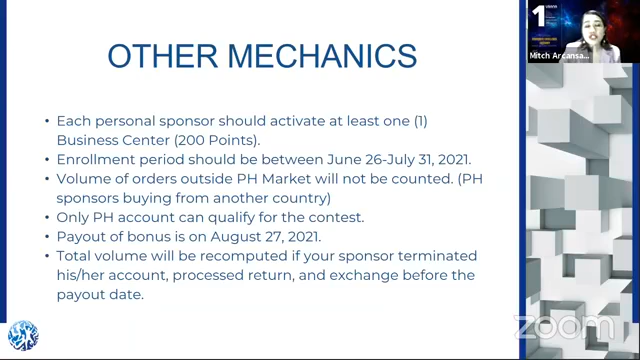 OTHER MECHANICS
• Each personal sponsor should activate at least one (1)
Business Center (200 Points).
• Enrollment period should be between June 26-July 31, 2021.
• Volume of orders outside PH Market will not be counted. (PH
sponsors buying from another country)
• Only PH account can qualify for the contest.
• Payout of bonus is on August 27, 2021.
• Total volume will be recomputed if your sponsor terminated
his/her account, processed return, and exchange before the
payout date.
1
Mitch Arcansa...
zoom